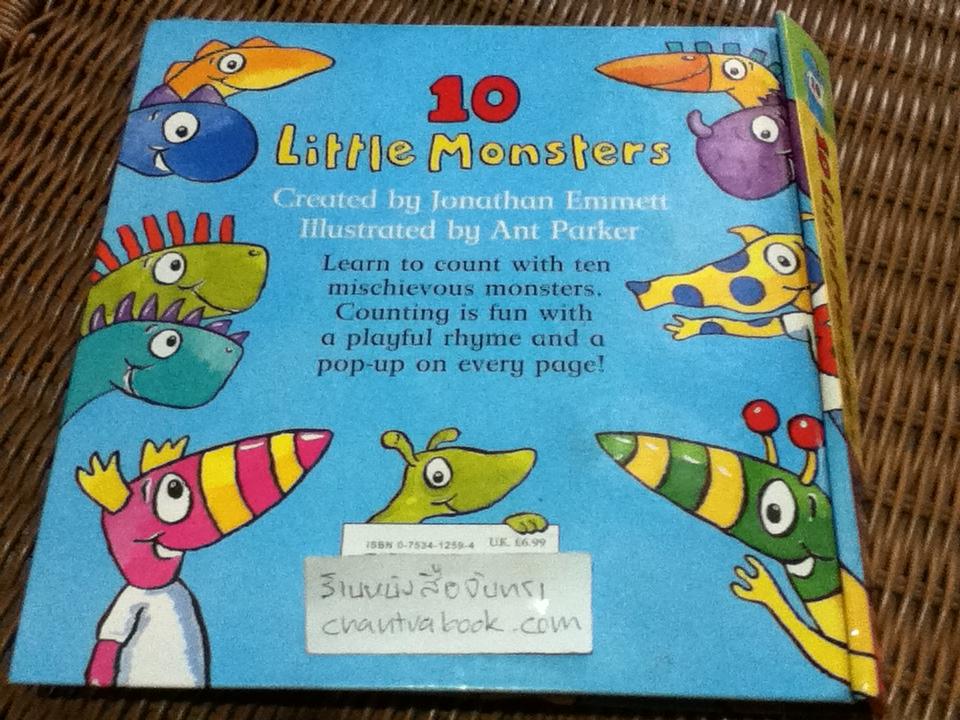 10
Little Monsters
Created by Jonathan Emmett
Illustrated by Ant Parker
Learn to count with ten
mischievous monsters.
Counting is fun with
a playful rhyme and a
pop-up on every page!
ISBN 0-7534-1259-4 U.K. £6.99
ร้านหนังสือจันทรา
chantrabook.com